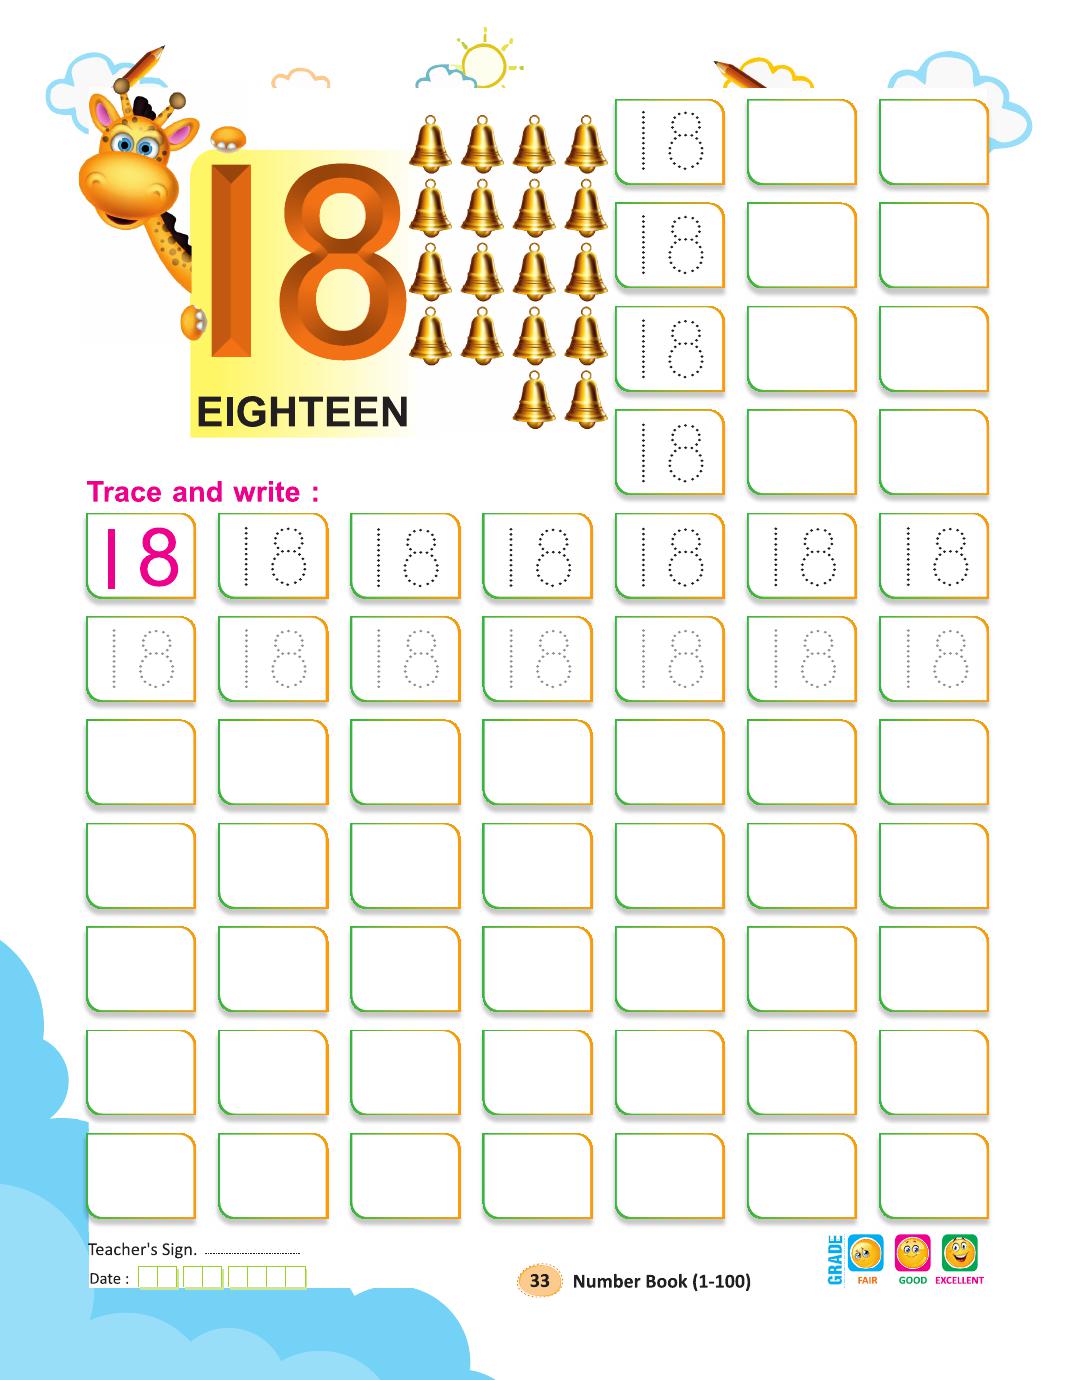 18
EIGHTEEN
18
18
18
18
Trace and write :
18 18 18 18 18 18 18
18 18 18 18 18 18 18
Teacher's Sign. ........................
Date :
33 Number Book (1-100)
GRADE
FAIR GOOD EXCELLENT